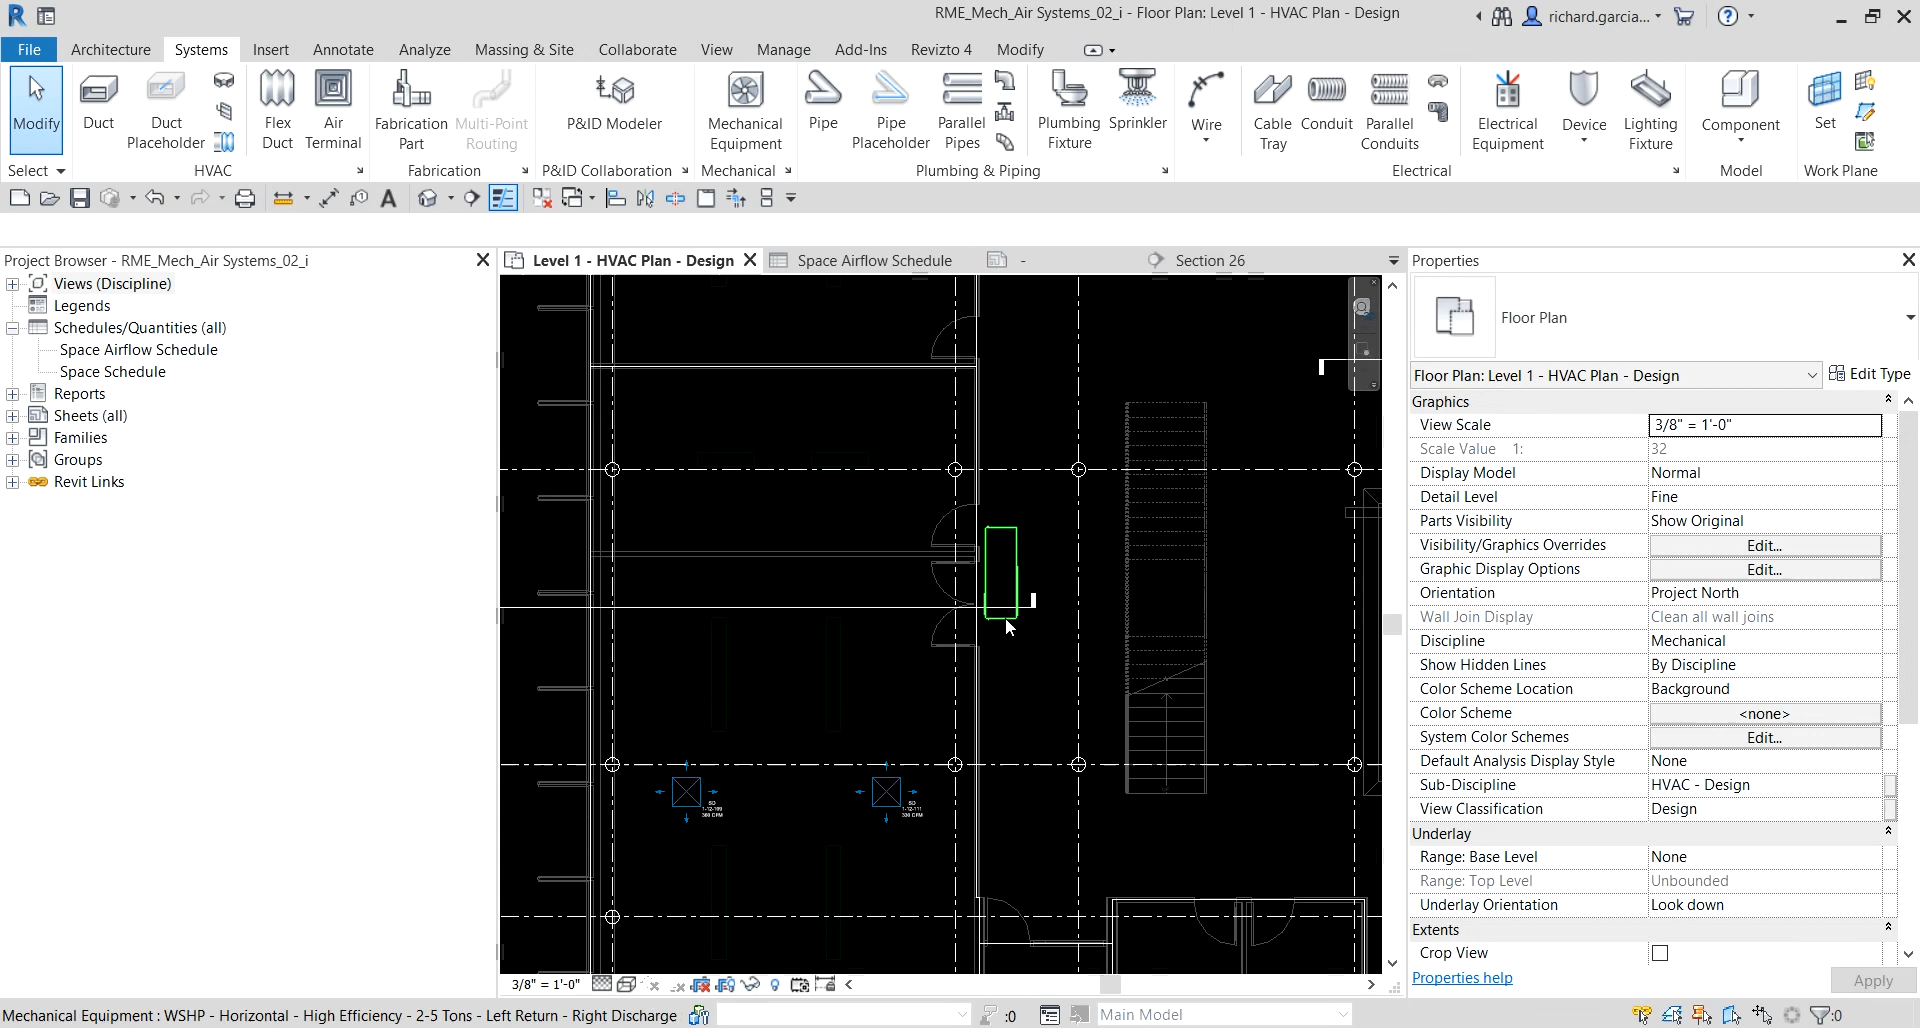 RME_Mech_Air Systems_02_i - Floor Plan: Level 1 - HVAC Plan - Design
richard.garcia...
File Architecture Systems Insert Annotate Analyze Massing & Site Collaborate View Manage Add-Ins Revizto 4 Modify
Modify
Duct
Duct Placeholder
Flex Duct
Air Terminal
Fabrication Part
Multi-Point Routing
P&ID Modeler
Mechanical Equipment
Pipe
Pipe Placeholder
Parallel Pipes
Plumbing Fixture
Sprinkler
Wire
Cable Tray
Conduit
Parallel Conduits
Electrical Equipment
Device
Lighting Fixture
Component
Set
Select HVAC Fabrication P&ID Collaboration Mechanical Plumbing & Piping Electrical Model Work Plane
Project Browser - RME_Mech_Air Systems_02_i
Views (Discipline)
Legends
Schedules/Quantities (all)
Space Airflow Schedule
Space Schedule
Reports
Sheets (all)
Families
Groups
Revit Links
Level 1 - HVAC Plan - Design
Space Airflow Schedule
-
Section 26
SD
SD
3/8" = 1'-0"
Properties
Floor Plan
Floor Plan: Level 1 - HVAC Plan - Design
Edit Type
Graphics
View Scale 3/8" = 1'-0"
Scale Value 1: 32
Display Model Normal
Detail Level Fine
Parts Visibility Show Original
Visibility/Graphics Overrides Edit...
Graphic Display Options Edit...
Orientation Project North
Wall Join Display Clean all wall joins
Discipline Mechanical
Show Hidden Lines By Discipline
Color Scheme Location Background
Color Scheme <none>
System Color Schemes Edit...
Default Analysis Display Style None
Sub-Discipline HVAC - Design
View Classification Design
Underlay
Range: Base Level None
Range: Top Level Unbounded
Underlay Orientation Look down
Extents
Crop View
Properties help
Apply
Mechanical Equipment : WSHP - Horizontal - High Efficiency - 2-5 Tons - Left Return - Right Discharge
:0
Main Model
:0